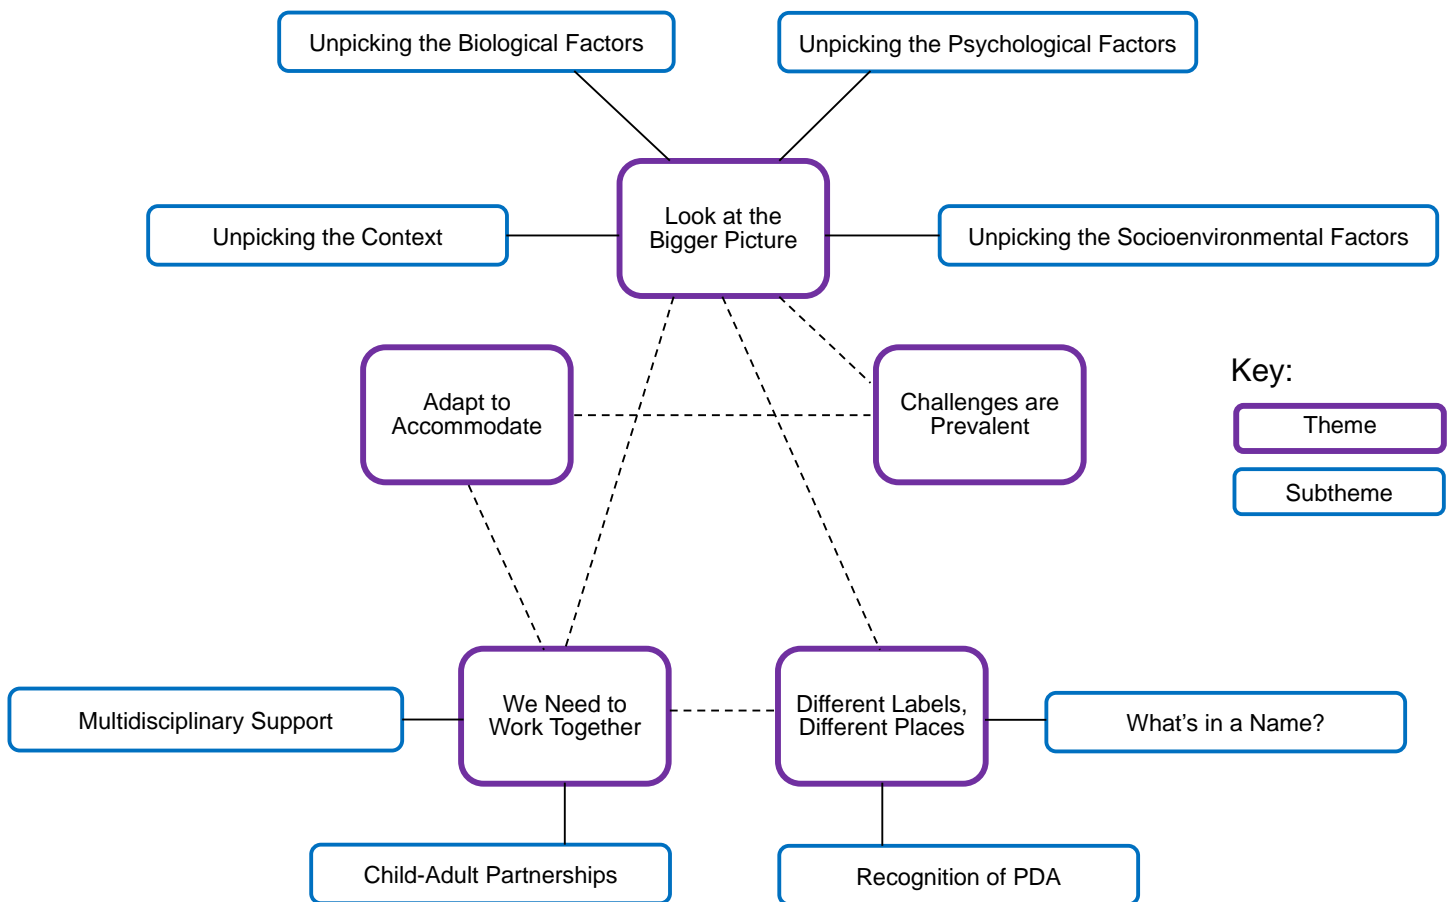 Unpicking the Biological Factors
Unpicking the Psychological Factors
Look at the
Bigger Picture
Unpicking the Context
Unpicking the Socioenvironmental Factors
Adapt to
Accommodate
Challenges are
Prevalent
Key:
Theme
Subtheme
We Need to
Work Together
Different Labels,
Different Places
Multidisciplinary Support
What’s in a Name?
Child-Adult Partnerships
Recognition of PDA